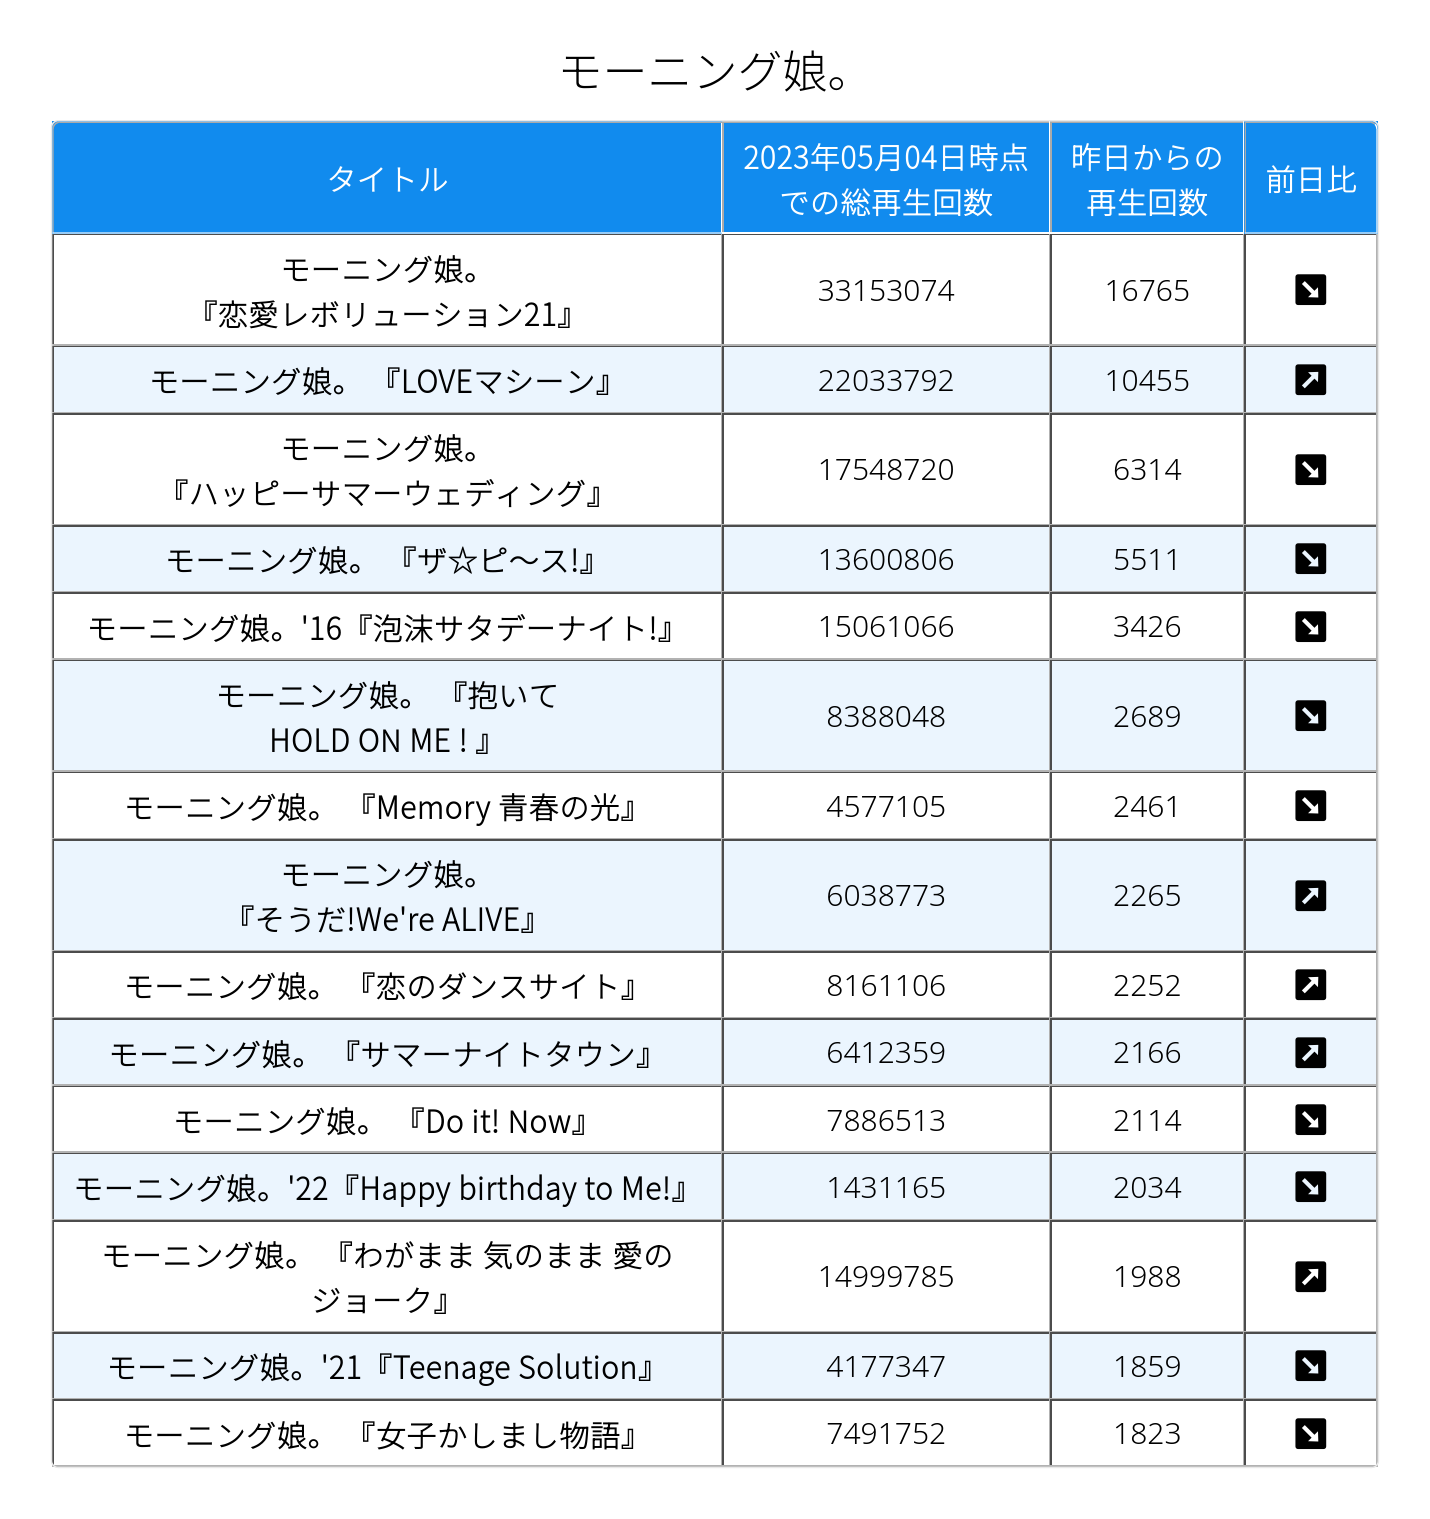 モーニング娘。
タイトル
2023年05月04日時点
での総再生回数
昨日からの
再生回数
前日比
モーニング娘。
『恋愛レボリューション21』
33153074
16765
モーニング娘。 『LOVEマシーン』
22033792
10455
モーニング娘。
『ハッピーサマーウェディング』
17548720
6314
モーニング娘。 『ザ☆ピ〜ス!』
13600806
5511
モーニング娘。'16『泡沫サタデーナイト!』
15061066
3426
モーニング娘。 『抱いて
HOLD ON ME ! 』
8388048
2689
モーニング娘。 『Memory 青春の光』
4577105
2461
モーニング娘。
『そうだ!We're ALIVE』
6038773
2265
モーニング娘。 『恋のダンスサイト』
8161106
2252
モーニング娘。 『サマーナイトタウン』
6412359
2166
モーニング娘。 『Do it! Now』
7886513
2114
モーニング娘。'22『Happy birthday to Me!』
1431165
2034
モーニング娘。 『わがまま 気のまま 愛の
ジョーク』
14999785
1988
モーニング娘。'21『Teenage Solution』
4177347
1859
モーニング娘。 『女子かしまし物語』
7491752
1823